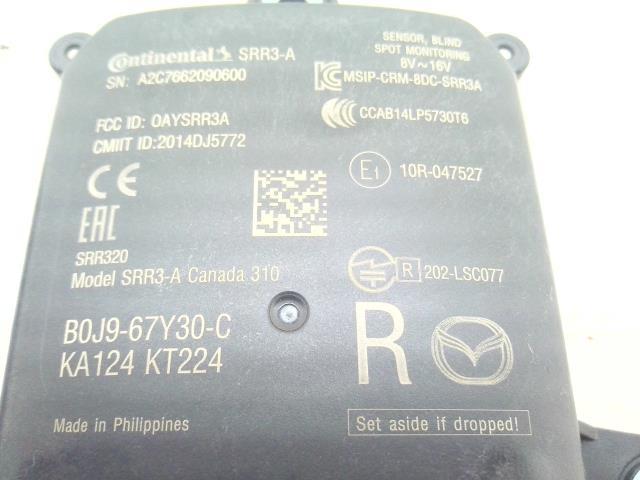 Continental SRR3-A
SN: A2C7662090600
SENSOR, BLIND
SPOT MONITORING
8V~16V
MSIP-CRM-8DC-SRR3A
FCC ID: OAYSRR3A
CMIIT ID:2014DJ5772
CCAB14LP5730T6
CE
E1 10R-047527
EAC
SRR320
Model SRR3-A Canada 310
R 202-LSC077
B0J9-67Y30-C
KA124 KT224
R
Made in Philippines
Set aside if dropped!